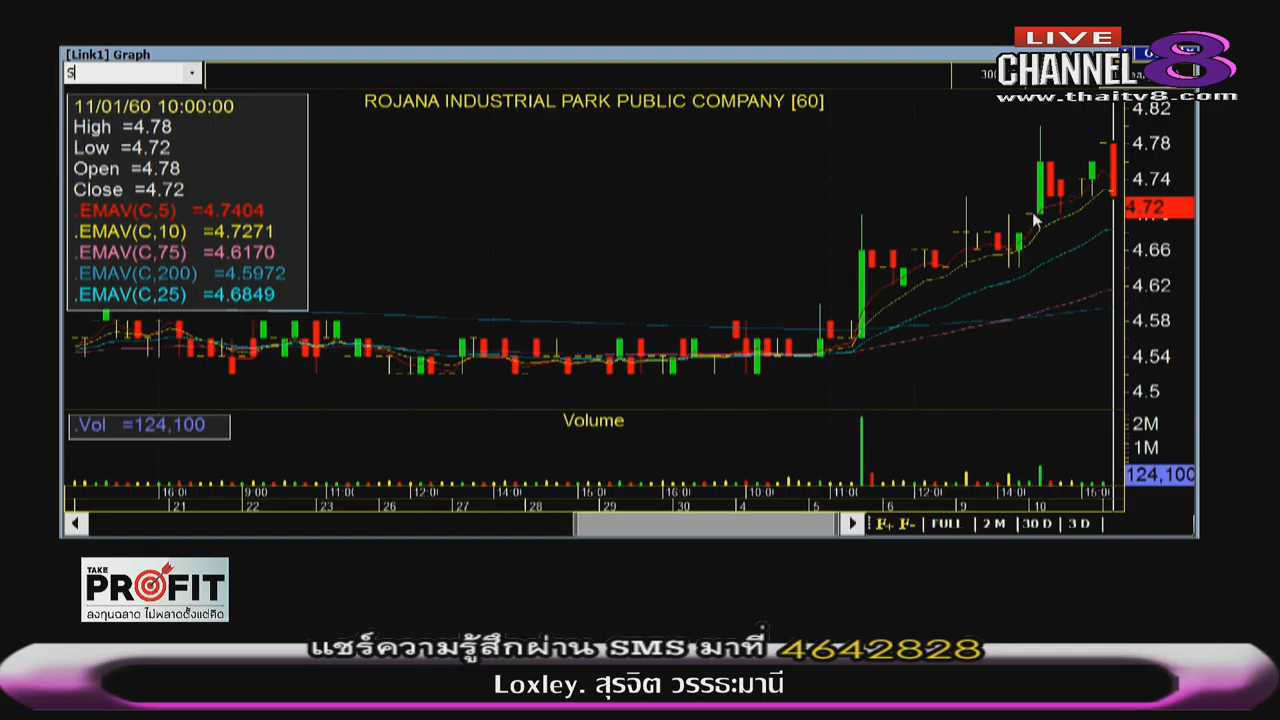 [Link1] Graph
LIVE
CHANNEL 8
www.thaitv8.com
S
300
ROJANA INDUSTRIAL PARK PUBLIC COMPANY [60]
11/01/60 10:00:00
High =4.78
Low =4.72
Open =4.78
Close =4.72
.EMAV(C,5) =4.7404
.EMAV(C,10) =4.7271
.EMAV(C,75) =4.6170
.EMAV(C,200) =4.5972
.EMAV(C,25) =4.6849
4.82
4.78
4.74
4.72
4.66
4.62
4.58
4.54
4.5
.Vol =124,100
Volume
2M
1M
124,100
16:00 9:00 11:00 12:00 14:00 15:00 16:00 10:00 11:00 12:00 14:00 15:00
21 22 23 26 27 28 29 30 4 5 6 9 10
F+ F- FULL 2 M 30 D 3 D
TAKE
PROFIT
ลงทุนฉลาด ไม่พลาดตั้งแต่คิด
แชร์ความรู้สึกผ่าน SMS มาที่ 4642828
Loxley. สุรจิต วรรธะมานี